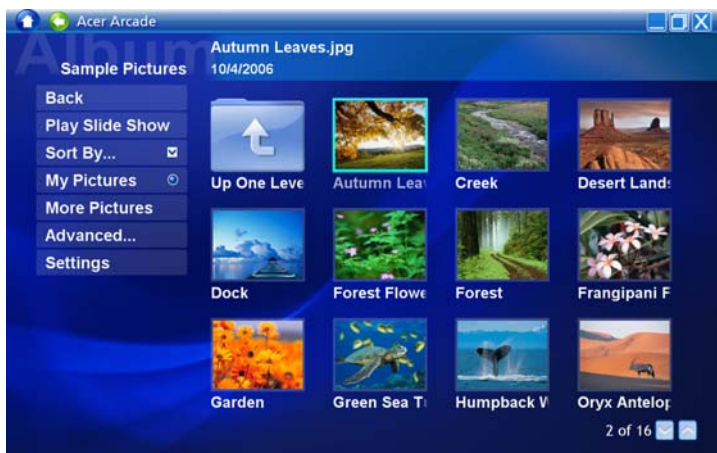 Acer Arcade
Album
Autumn Leaves.jpg
Sample Pictures
10/4/2006
Back
Play Slide Show
Sort By...
My Pictures
More Pictures
Advanced...
Settings
Up One Leve
Autumn Leav
Creek
Desert Lands
Dock
Forest Flowe
Forest
Frangipani F
Garden
Green Sea T
Humpback W
Oryx Antelop
2 of 16